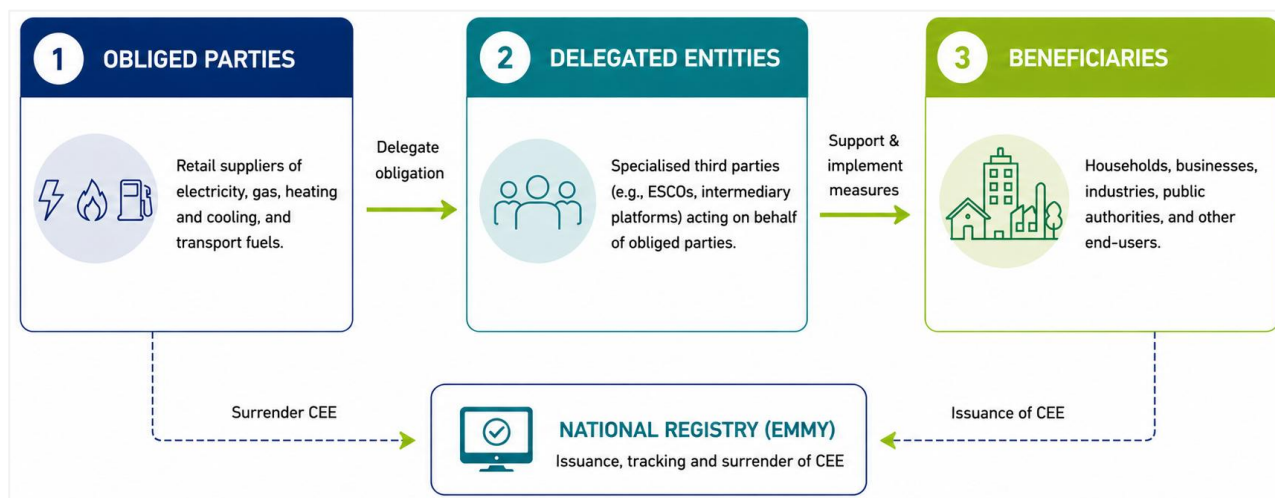 1 OBLIGED PARTIES
Retail suppliers of
electricity, gas, heating
and cooling, and
transport fuels.
Delegate
obligation
2 DELEGATED ENTITIES
Specialised third parties
(e.g., ESCOs, intermediary
platforms) acting on behalf
of obliged parties.
Support &
implement
measures
3 BENEFICIARIES
Households, businesses,
industries, public
authorities, and other
end-users.
Surrender CEE
NATIONAL REGISTRY (EMMY)
Issuance, tracking and surrender of CEE
Issuance of CEE